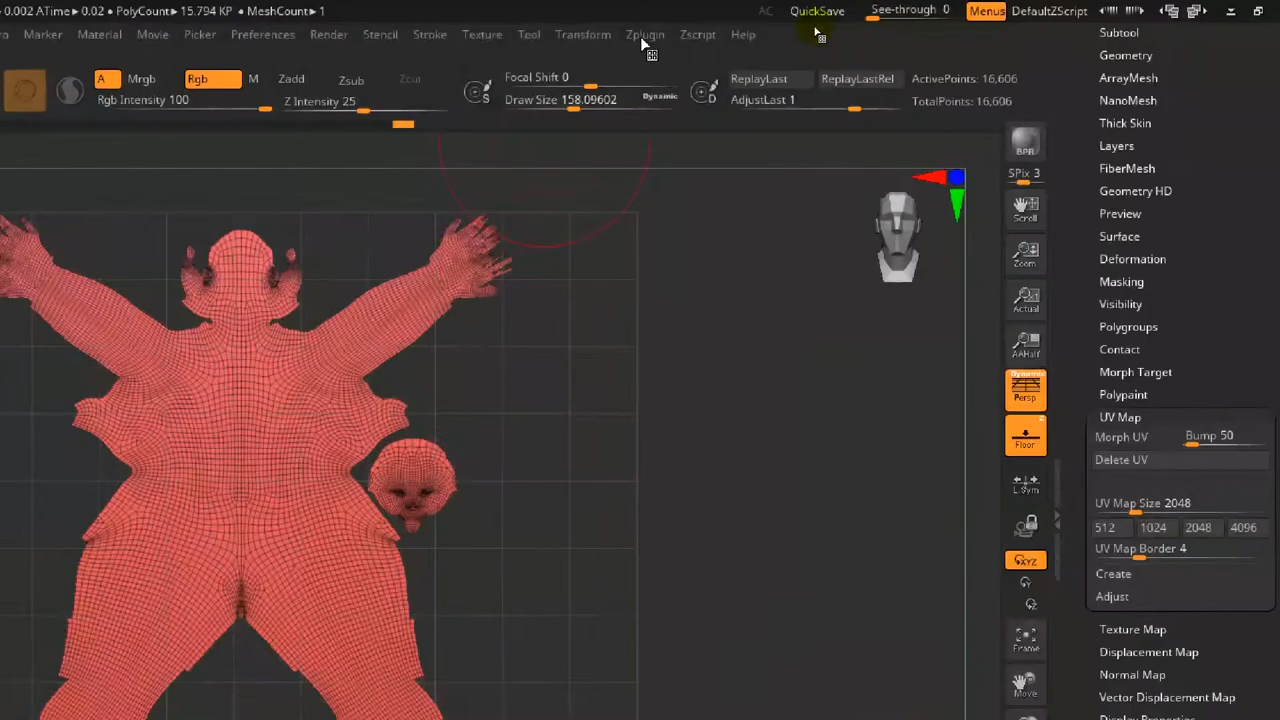 0.002 ATime ▸ 0.02 • PolyCount ▸ 15.794 KP • MeshCount ▸ 1
AC QuickSave See-through 0 Menus DefaultZScript
Marker Material Movie Picker Preferences Render Stencil Stroke Texture Tool Transform Zplugin Zscript Help
A Mrgb Rgb M Zadd Zsub Zcut
Rgb Intensity 100 Z Intensity 25
S
Focal Shift 0
Draw Size 158.09602 Dynamic
D
ReplayLast ReplayLastRel ActivePoints: 16,606
AdjustLast 1 TotalPoints: 16,606
BPR
SPix 3
Scroll
Zoom
Actual
AAHalf
Dynamic
Persp
Floor
L.Sym
XYZ
Y
Z
Frame
Move
Subtool
Geometry
ArrayMesh
NanoMesh
Thick Skin
Layers
FiberMesh
Geometry HD
Preview
Surface
Deformation
Masking
Visibility
Polygroups
Contact
Morph Target
Polypaint
UV Map
Morph UV Bump 50
Delete UV
UV Map Size 2048
512 1024 2048 4096
UV Map Border 4
Create
Adjust
Texture Map
Displacement Map
Normal Map
Vector Displacement Map
Display Properties